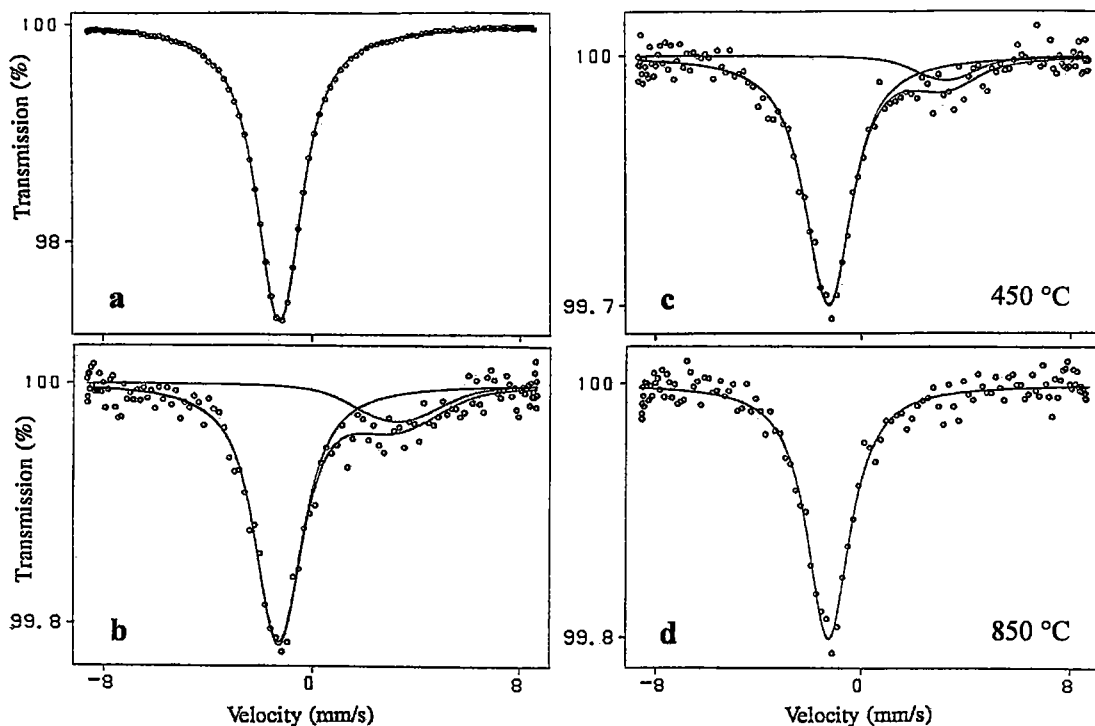 100
Transmission (%)
98
a
100
Transmission (%)
99.8
b
-8
0
8
Velocity (mm/s)
100
99.7
c
450 °C
100
99.8
d
850 °C
-8
0
8
Velocity (mm/s)